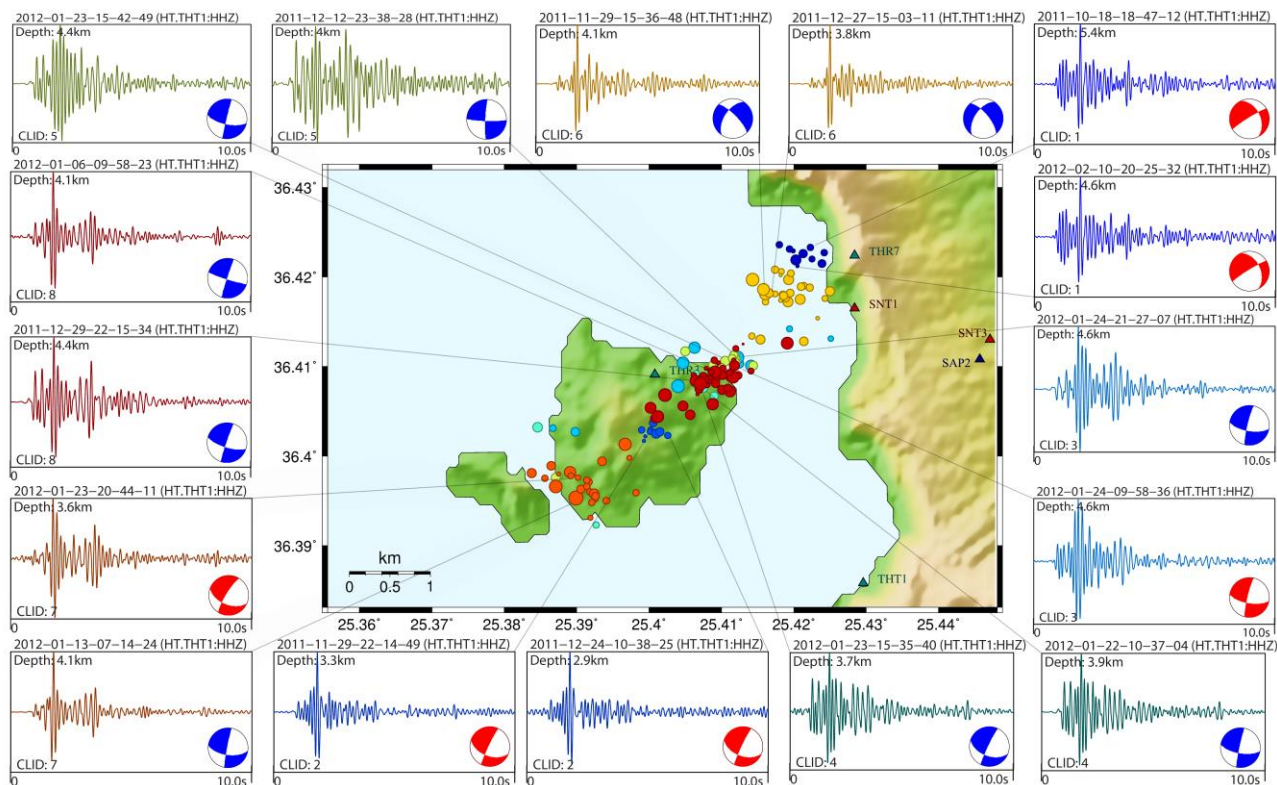 2012-01-23-15-42-49 (HT.THT1:HHZ)
Depth: 4.4km
CLID: 5
0
10.0s
2011-12-12-23-38-28 (HT.THT1:HHZ)
Depth: 4km
CLID: 5
0
10.0s
2011-11-29-15-36-48 (HT.THT1:HHZ)
Depth: 4.1km
CLID: 6
0
10.0s
2011-12-27-15-03-11 (HT.THT1:HHZ)
Depth: 3.8km
CLID: 6
0
10.0s
2011-10-18-18-47-12 (HT.THT1:HHZ)
Depth: 5.4km
CLID: 1
0
10.0s
2012-01-06-09-58-23 (HT.THT1:HHZ)
Depth: 4.1km
CLID: 8
0
10.0s
2012-02-10-20-25-32 (HT.THT1:HHZ)
Depth: 4.6km
CLID: 1
0
10.0s
2011-12-29-22-15-34 (HT.THT1:HHZ)
Depth: 4.4km
CLID: 8
0
10.0s
2012-01-24-21-27-07 (HT.THT1:HHZ)
Depth: 4.6km
CLID: 3
0
10.0s
2012-01-23-20-44-11 (HT.THT1:HHZ)
Depth: 3.6km
CLID: 7
0
10.0s
2012-01-24-09-58-36 (HT.THT1:HHZ)
Depth: 4.6km
CLID: 3
0
10.0s
36.43°
36.42°
36.41°
36.4°
36.39°
THR7
SNT1
SNT3
SAP2
THR3
THT1
km
0 0.5 1
25.36 25.37 25.38 25.39 25.4 25.41 25.42 25.43 25.44
2012-01-13-07-14-24 (HT.THT1:HHZ)
Depth: 4.1km
CLID: 7
0
10.0s
2011-11-29-22-14-49 (HT.THT1:HHZ)
Depth: 3.3km
CLID: 2
0
10.0s
2011-12-24-10-38-25 (HT.THT1:HHZ)
Depth: 2.9km
CLID: 2
0
10.0s
2012-01-23-15-35-40 (HT.THT1:HHZ)
Depth: 3.7km
CLID: 4
0
10.0s
2012-01-22-10-37-04 (HT.THT1:HHZ)
Depth: 3.9km
CLID: 4
0
10.0s